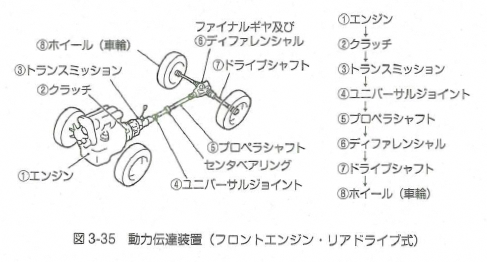 ファイナルギヤ及び
⑥ディファレンシャル
⑧ホイール（車輪）
⑦ドライブシャフト
③トランスミッション
②クラッチ
⑤プロペラシャフト
センタベアリング
①エンジン
④ユニバーサルジョイント
①エンジン
↓
②クラッチ
↓
③トランスミッション
↓
④ユニバーサルジョイント
↓
⑤プロペラシャフト
↓
⑥ディファレンシャル
↓
⑦ドライブシャフト
↓
⑧ホイール（車輪）
図 3-35 動力伝達装置（フロントエンジン・リアドライブ式）